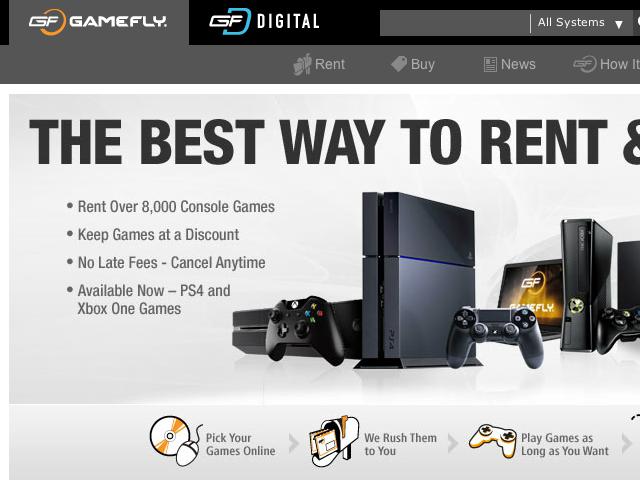 GF GAMEFLY.
GF DIGITAL
All Systems
Rent
Buy
News
How It
THE BEST WAY TO RENT &
• Rent Over 8,000 Console Games
• Keep Games at a Discount
• No Late Fees - Cancel Anytime
• Available Now – PS4 and
Xbox One Games
PS4
GF
GAMEFLY.
Pick Your
Games Online
We Rush Them
to You
Play Games as
Long as You Want